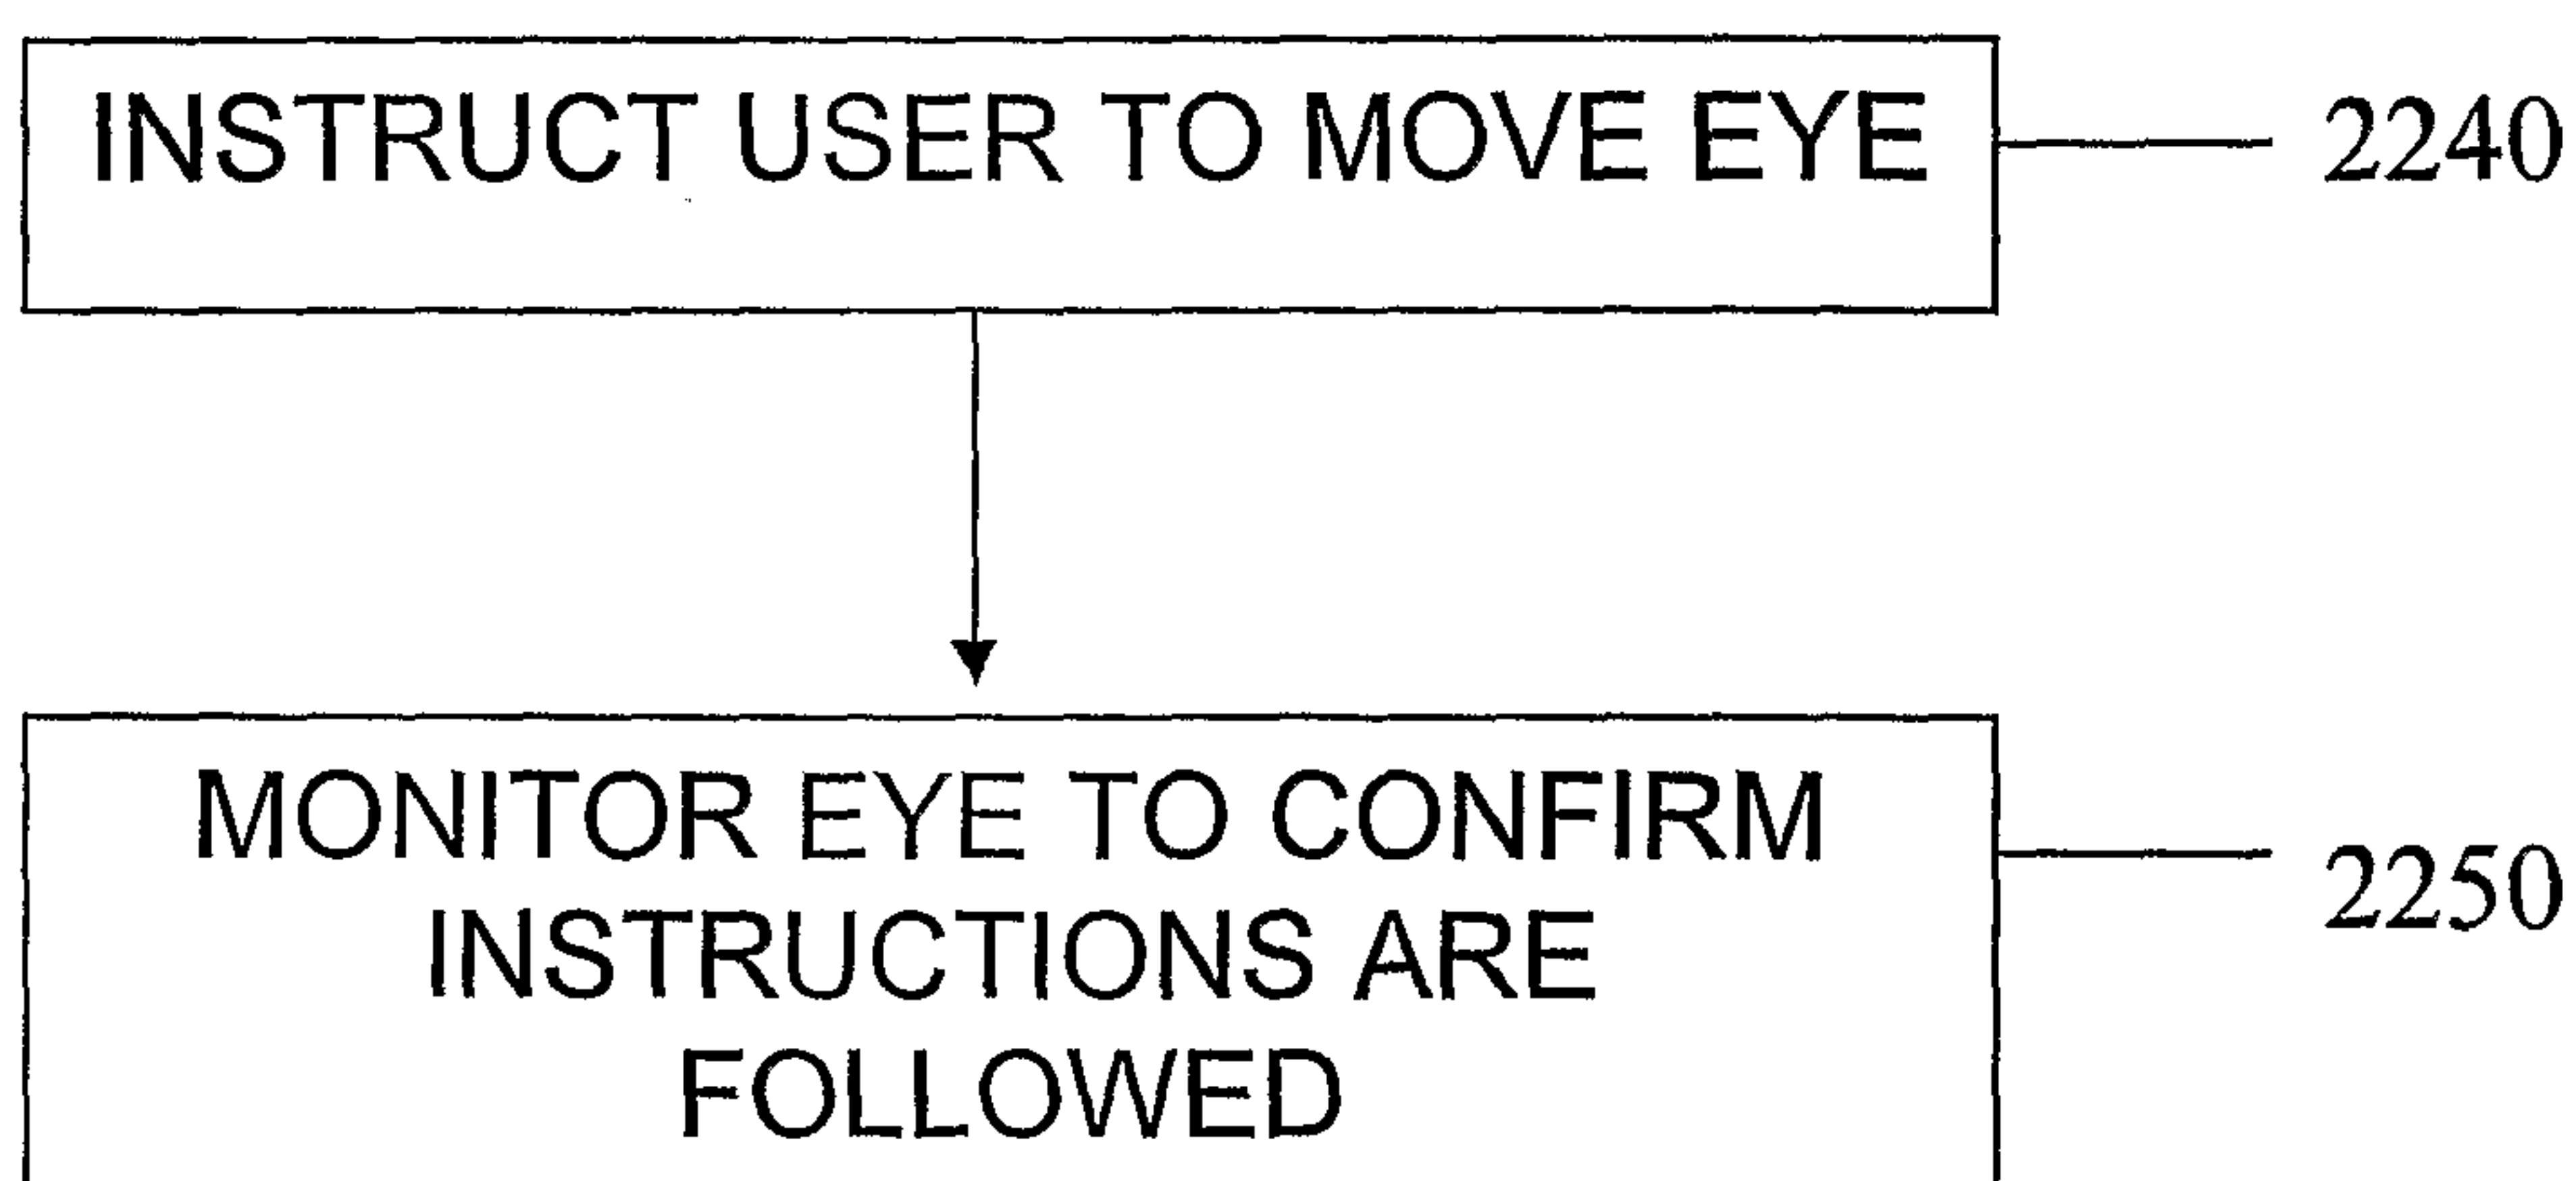 INSTRUCT USER TO MOVE EYE
2240
MONITOR EYE TO CONFIRM
INSTRUCTIONS ARE
FOLLOWED
2250